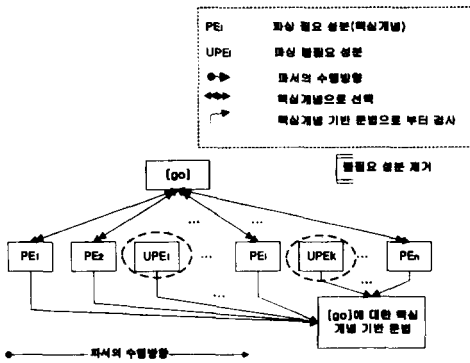 PEi 파싱 필요 성분(핵심개념)
UPEi 파싱 불필요 성분
파서의 수행방향
핵심개념으로 선택
핵심개념 기반 문법으로 부터 검사
불필요 성분 제거
[go]
... ...
PE1 PE2 UPE1 ... PEi UPEk ... PEn
... ...
[go]에 대한 핵심
개념 기반 문법
파서의 수행방향